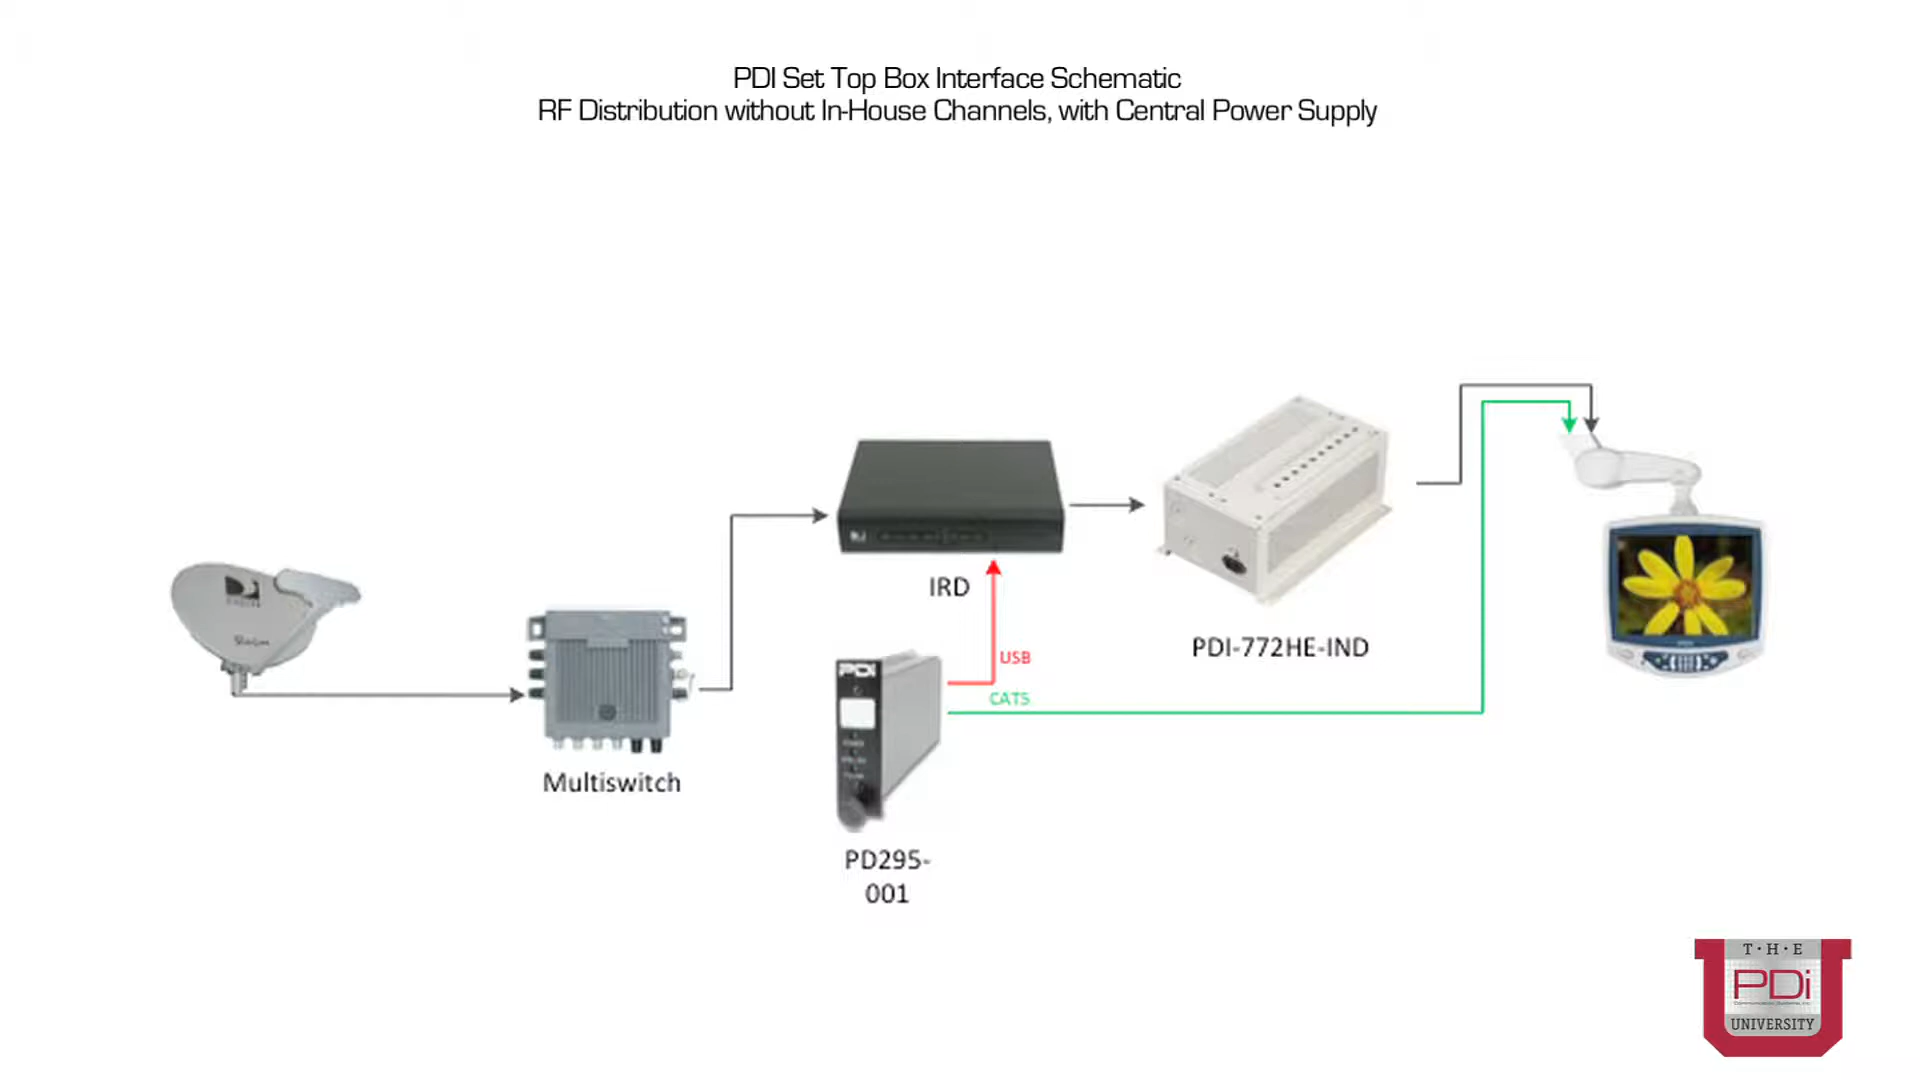 PDI Set Top Box Interface Schematic
RF Distribution without In-House Channels, with Central Power Supply
IRD
PDI-772HE-IND
USB
CAT5
PDi
Multiswitch
PD295-
001
T·H·E
PDi
UNIVERSITY